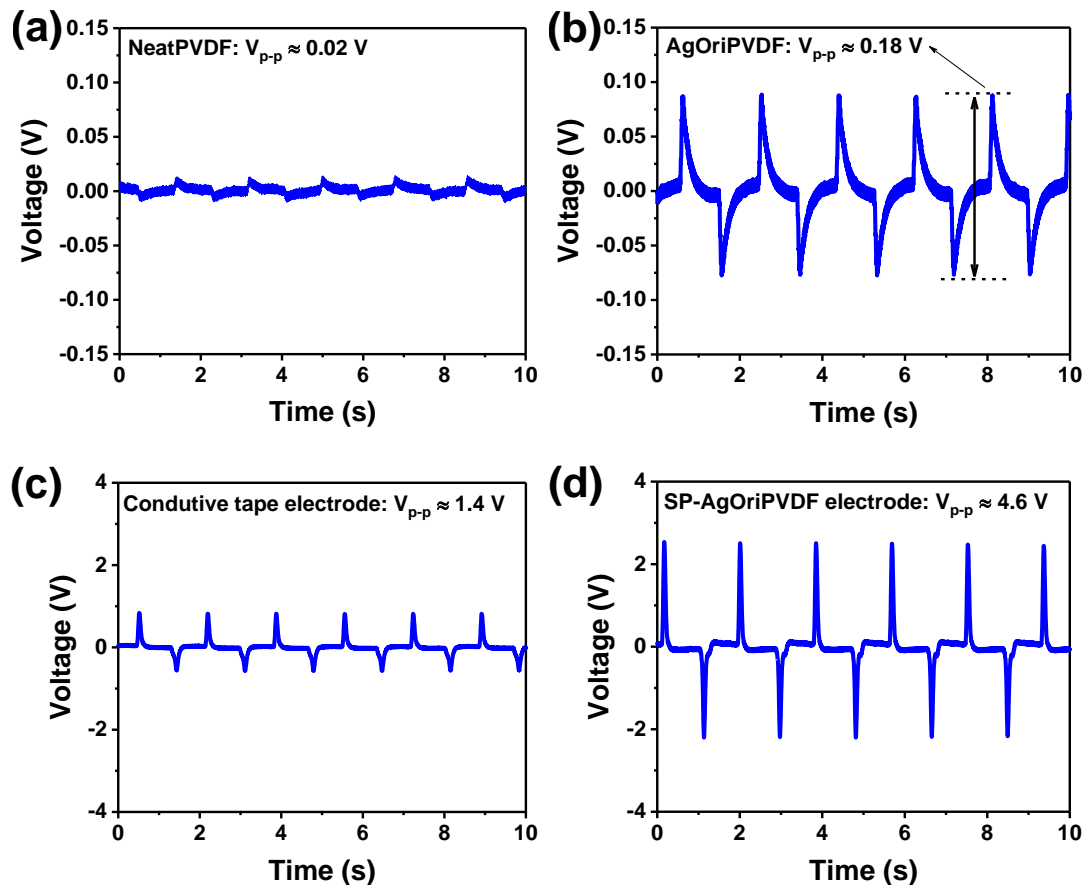 (a)
NeatPVDF: Vp-p ≈ 0.02 V
0.15
0.10
0.05
0.00
-0.05
-0.10
-0.15
Voltage (V)
0 2 4 6 8 10
Time (s)
(b)
AgOriPVDF: Vp-p ≈ 0.18 V
0.15
0.10
0.05
0.00
-0.05
-0.10
-0.15
Voltage (V)
0 2 4 6 8 10
Time (s)
(c)
Condutive tape electrode: Vp-p ≈ 1.4 V
4
2
0
-2
-4
Voltage (V)
0 2 4 6 8 10
Time (s)
(d)
SP-AgOriPVDF electrode: Vp-p ≈ 4.6 V
4
2
0
-2
-4
Voltage (V)
0 2 4 6 8 10
Time (s)